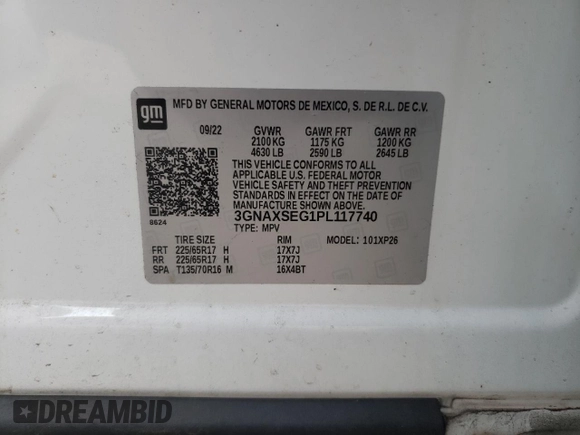 gm
MFD BY GENERAL MOTORS DE MEXICO, S. DE R.L. DE C.V.
09/22 GVWR GAWR FRT GAWR RR
2100 KG 1175 KG 1200 KG
4630 LB 2590 LB 2645 LB
THIS VEHICLE CONFORMS TO ALL
APPLICABLE U.S. FEDERAL MOTOR
VEHICLE SAFETY AND THEFT PREVENTION
STANDARDS IN EFFECT ON THE DATE OF
MANUFACTURE SHOWN ABOVE.
8624 3GNAXSEG1PL117740
TYPE: MPV
TIRE SIZE RIM MODEL: 101XP26
FRT 225/65R17 H 17X7J
RR 225/65R17 H 17X7J
SPA T135/70R16 M 16X4BT
DREAMBID